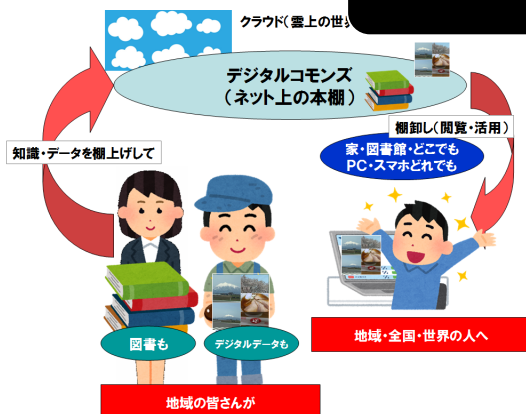 クラウド（雲上の世
デジタルコモンズ
（ネット上の本棚）
棚卸し（閲覧・活用）
知識・データを棚上げして
家・図書館・どこでも
PC・スマホどれでも
図書も
デジタルデータも
地域・全国・世界の人へ
地域の皆さんが